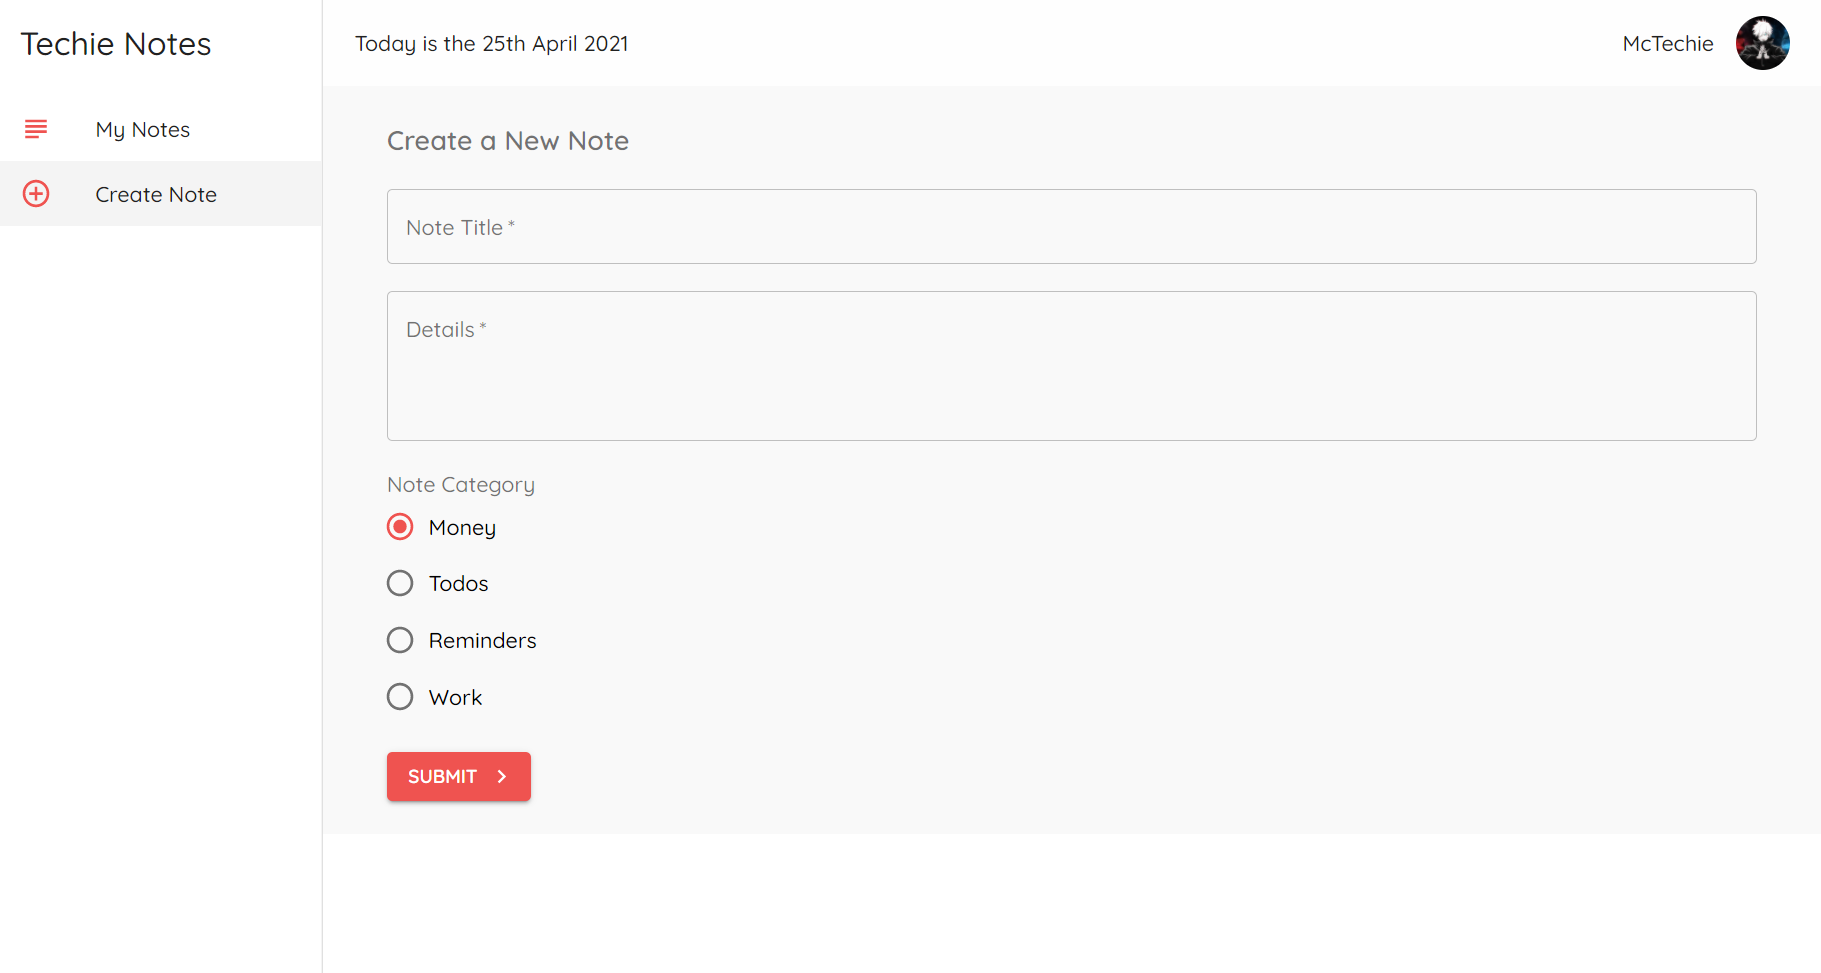 Techie Notes
My Notes
Create Note
Today is the 25th April 2021
McTechie
Create a New Note
Note Title *
Details *
Note Category
Money
Todos
Reminders
Work
SUBMIT